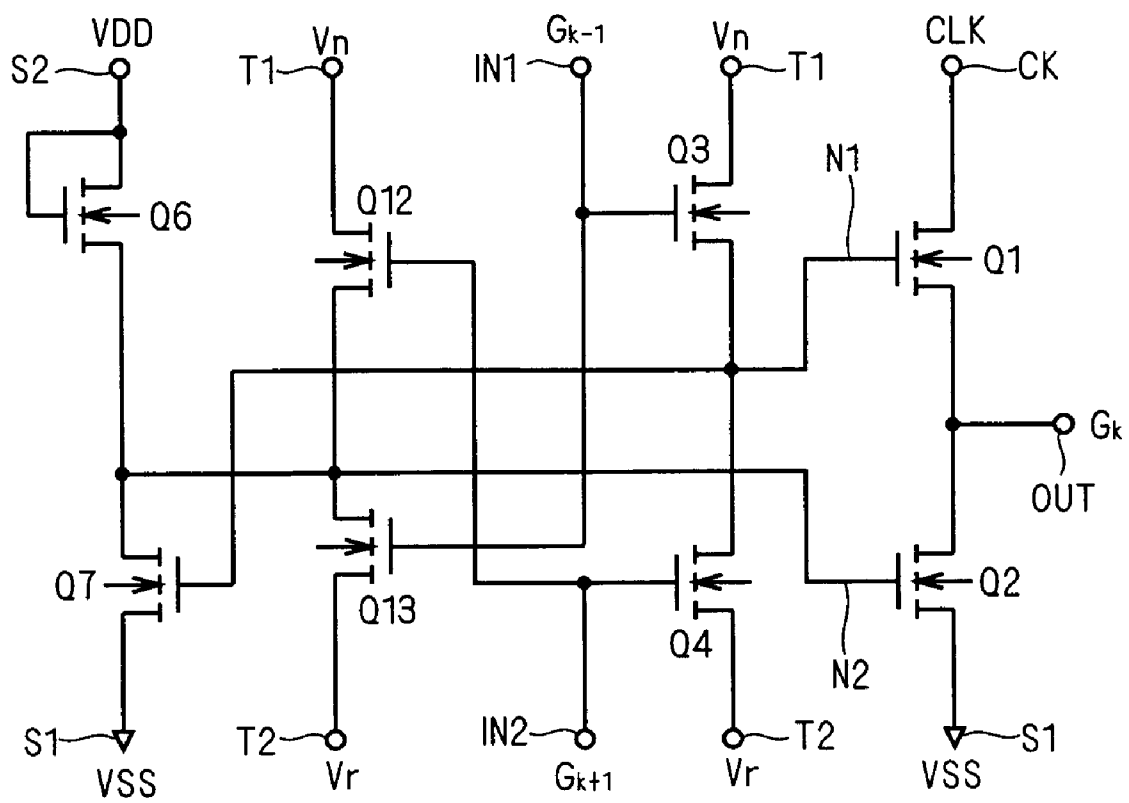 VDD
S2
Vn
T1
Gk-1
IN1
Vn
T1
CLK
CK
Q3
N1
Q6
Q12
Q1
Gk
OUT
Q7
Q13
Q4
Q2
N2
S1
VSS
T2
Vr
IN2
Gk+1
T2
Vr
S1
VSS